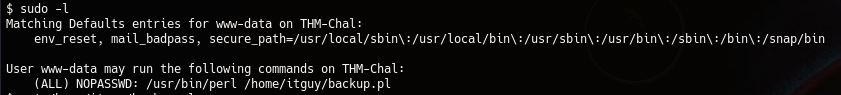 $ sudo -l
Matching Defaults entries for www-data on THM-Chal:
    env_reset, mail_badpass, secure_path=/usr/local/sbin\:/usr/local/bin\:/usr/sbin\:/usr/bin\:/sbin\:/bin\:/snap/bin

User www-data may run the following commands on THM-Chal:
    (ALL) NOPASSWD: /usr/bin/perl /home/itguy/backup.pl